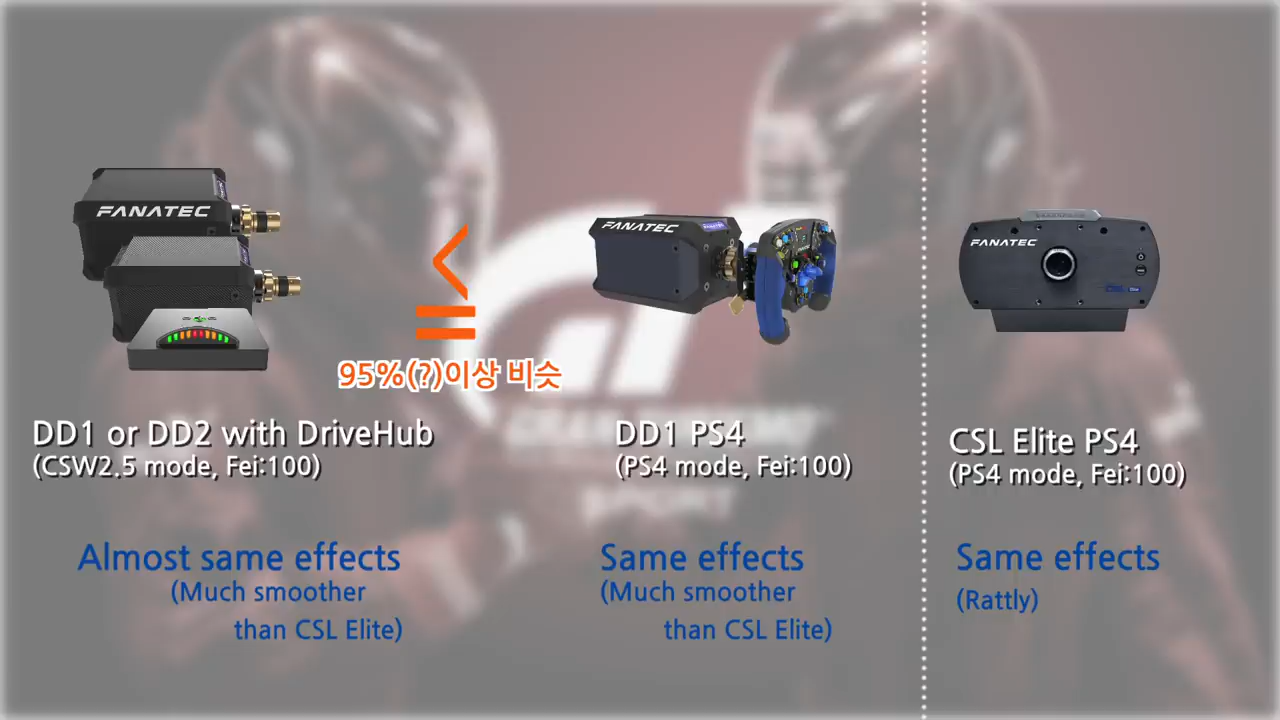 FANATEC
FANATEC
FANATEC
<
=
95%(?)이상 비슷
DD1 or DD2 with DriveHub
(CSW2.5 mode, Fei:100)
DD1 PS4
(PS4 mode, Fei:100)
CSL Elite PS4
(PS4 mode, Fei:100)
Almost same effects
(Much smoother
than CSL Elite)
Same effects
(Much smoother
than CSL Elite)
Same effects
(Rattly)
SPORT